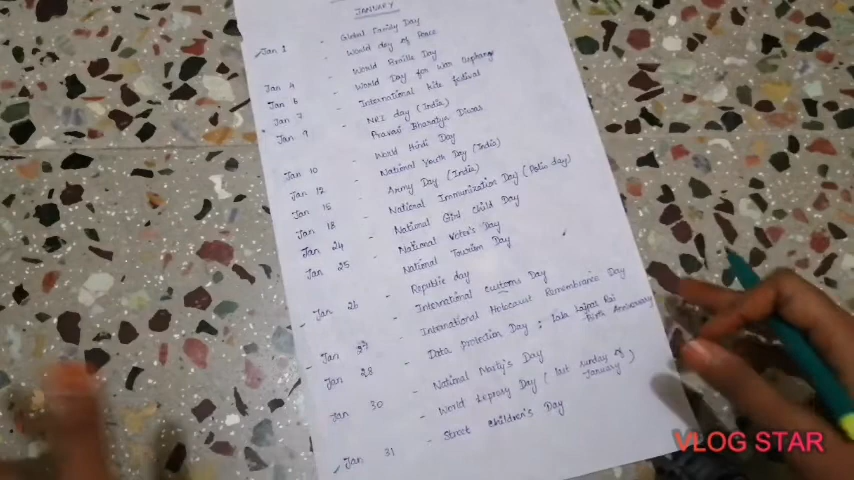 JANUARY
Jan 1 - Global Family Day
- World day of Peace
Jan 4 - World Braille Day
Jan 6 - World Day for War orphange
Jan 7 - International kite festival
Jan 9 - NRI day (India)
- Pravasi Bharatya Diwas
Jan 10 - World Hindi Day
Jan 12 - National Youth Day (India)
Jan 15 - Army Day (India)
Jan 18 - National Immunization Day (Polio day)
Jan 24 - National Girl child Day
Jan 25 - National Voter's Day
National Tourism Day
Jan 26 - Republic day
- International customs Day
Jan 27 - International Holocaust Remembrance Day
Jan 28 - Data protection Day ; Lala Lajpat Rai
Birth Anniversary
Jan 30 - National Marty's Day
- World Leprosy Day ( last sunday of
January )
Jan 31 - Street children's Day
VLOG STAR